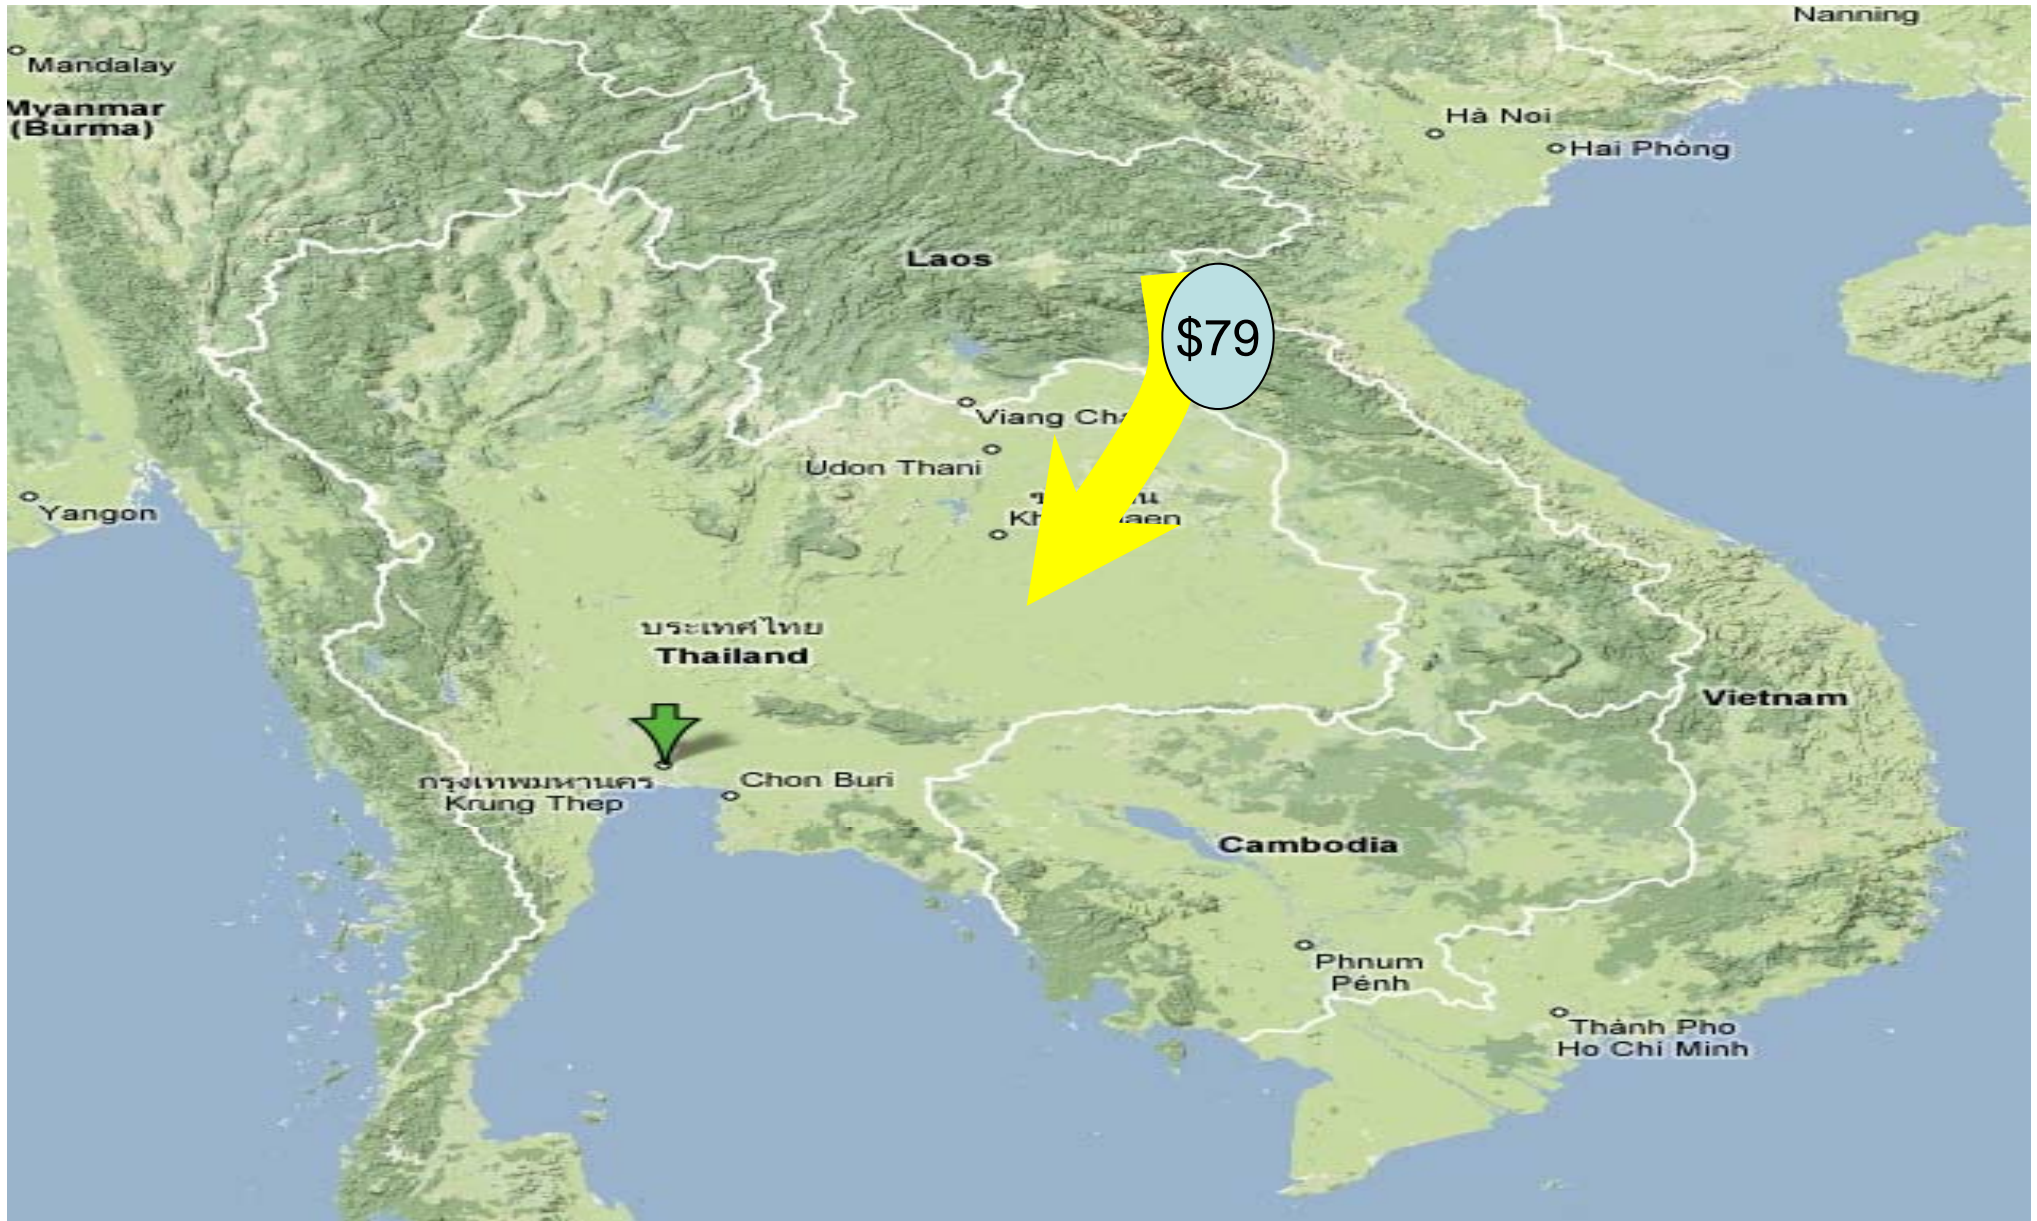 Nanning
Mandalay
Myanmar
(Burma)
Hà Noi
Hai Phòng
Laos
$79
Viang
Udon Thani
Yangon
ประเทศไทย
Thailand
Vietnam
กรุงเทพมหานคร
Krung Thep
Chon Buri
Cambodia
Phnum
Pénh
Thành Pho
Ho Chí Minh